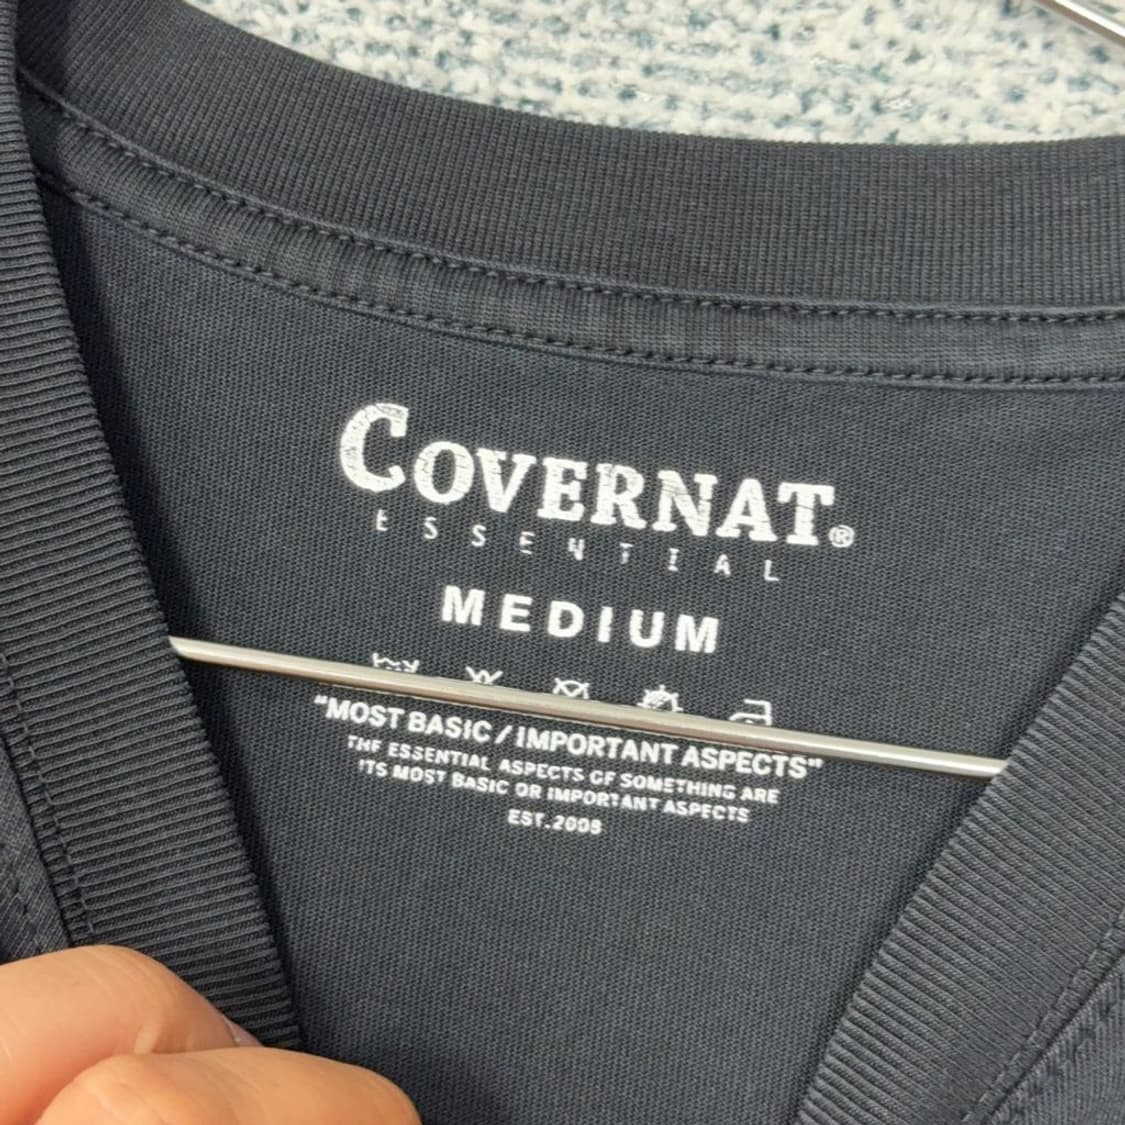 COVERNAT®
ESSENTIAL
MEDIUM
"MOST BASIC / IMPORTANT ASPECTS"
THE ESSENTIAL ASPECTS OF SOMETHING ARE
ITS MOST BASIC OR IMPORTANT ASPECTS
EST.2008